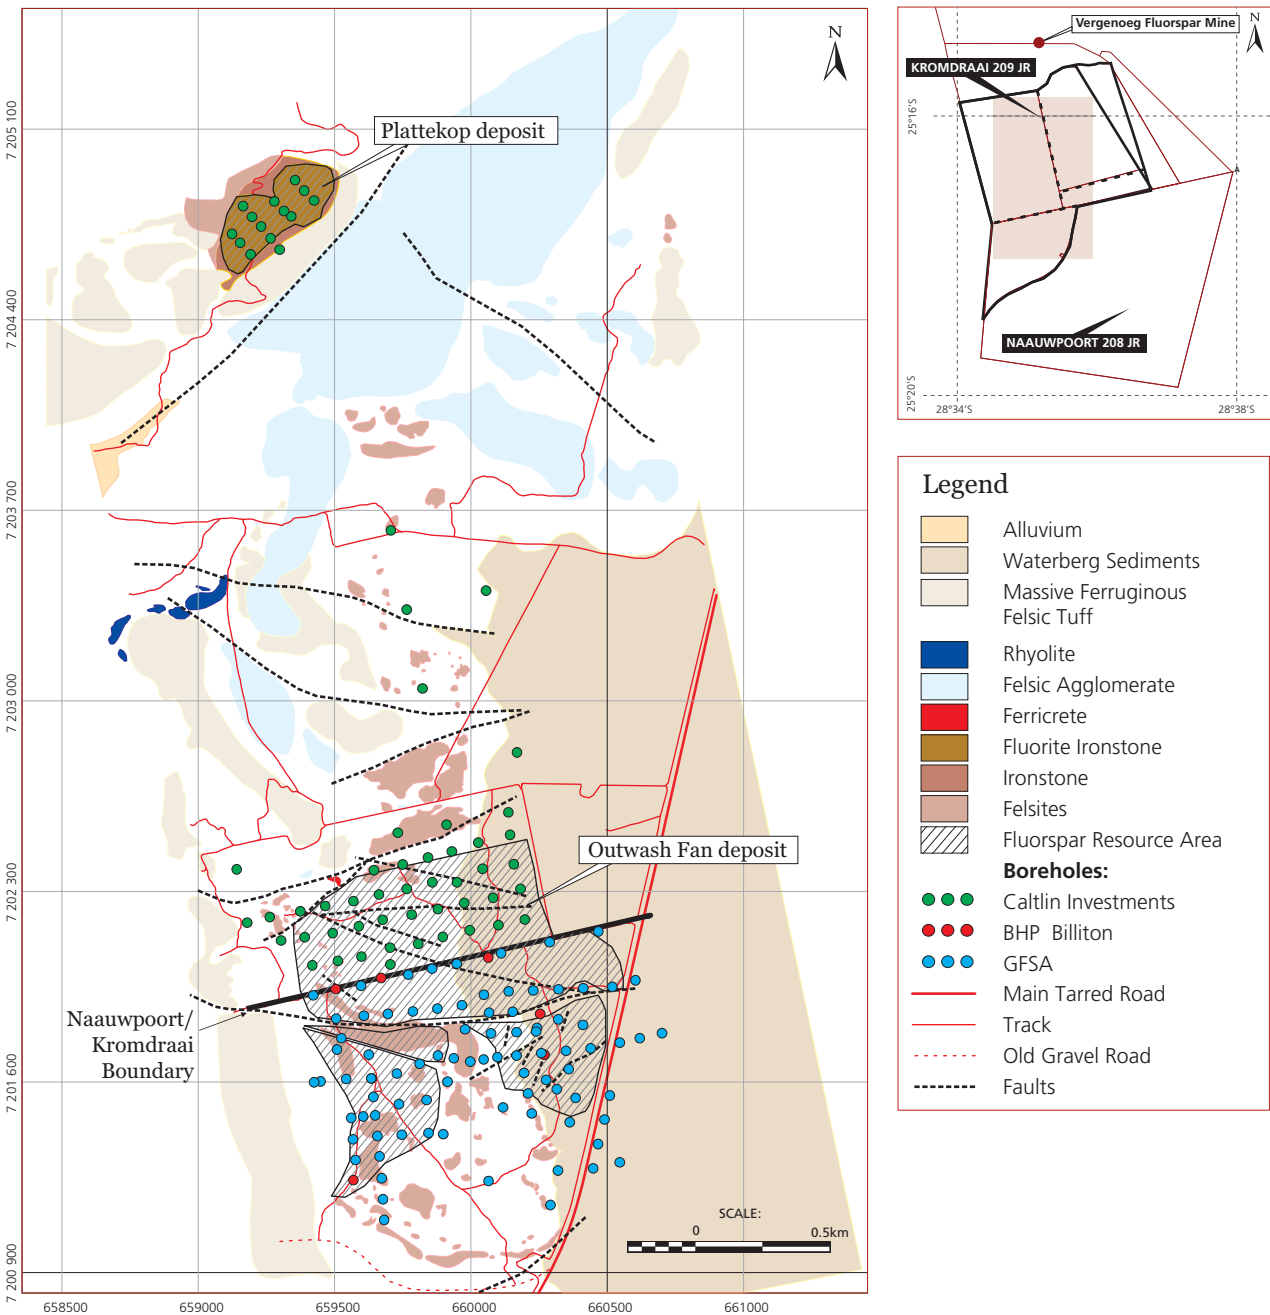 N
Plattekop deposit
7 205 100
7 204 400
7 203 700
7 203 000
7 202 300
7 201 600
7 200 900
Outwash Fan deposit
Naauwpoort/
Kromdraai
Boundary
SCALE:
0
0.5km
658500
659000
659500
660000
660500
661000
Vergenoeg Fluorspar Mine
N
KROMDRAAI 209 JR
25°16'S
A
NAAUWPOORT 208 JR
25°20'S
28°34'S
28°38'S
Legend
Alluvium
Waterberg Sediments
Massive Ferruginous
Felsic Tuff
Rhyolite
Felsic Agglomerate
Ferricrete
Fluorite Ironstone
Ironstone
Felsites
Fluorspar Resource Area
Boreholes:
Caltlin Investments
BHP Billiton
GFSA
Main Tarred Road
Track
Old Gravel Road
Faults